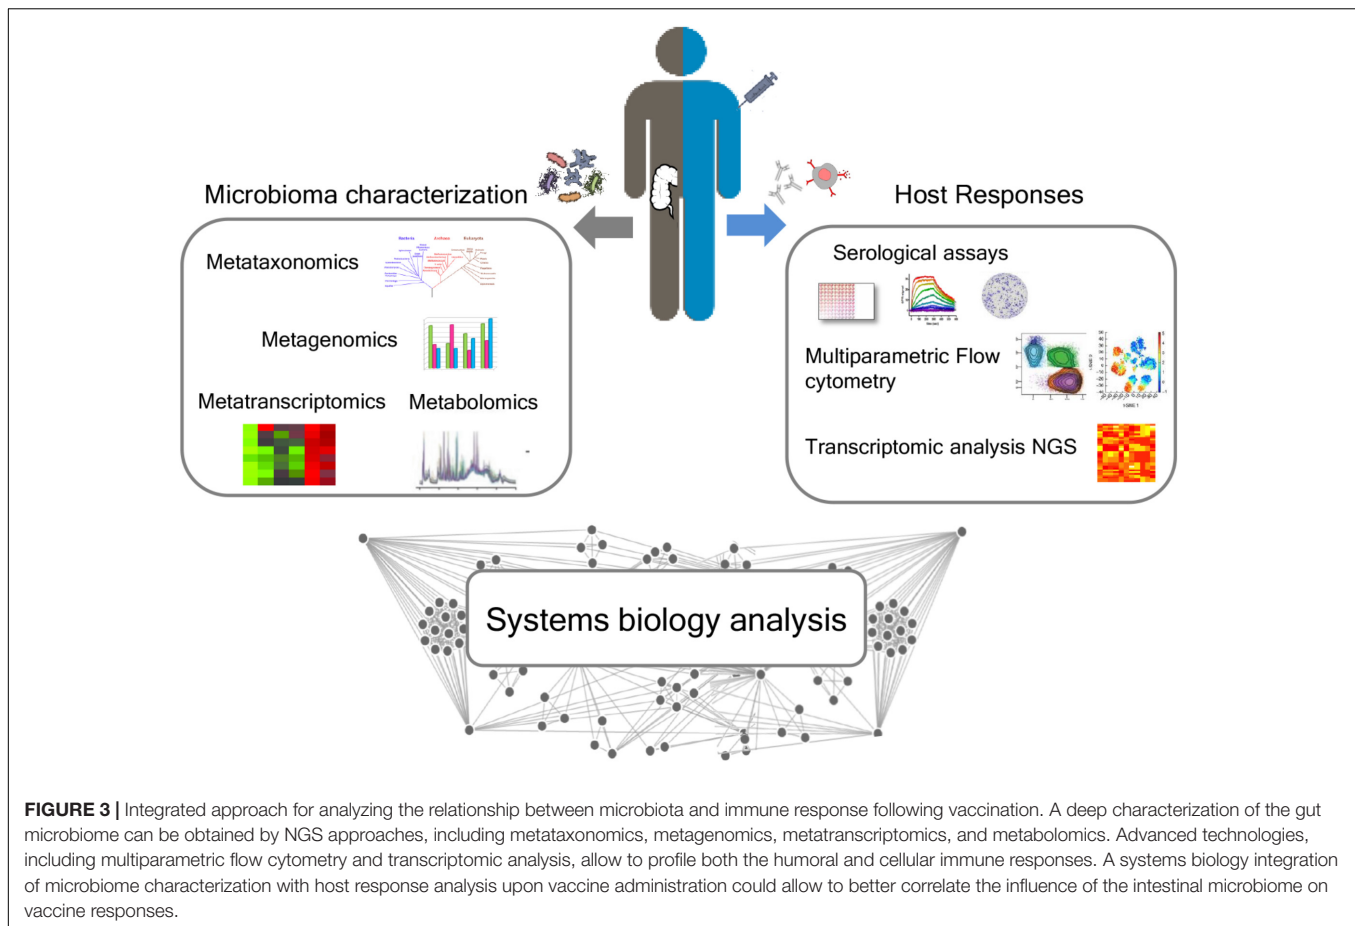 Microbioma characterization
Host Responses
Metataxonomics
Bacteria Archaea Eukaryota
Metagenomics
Metatranscriptomics
Metabolomics
Serological assays
Multiparametric Flow
cytometry
Transcriptomic analysis NGS
Systems biology analysis
FIGURE 3 | Integrated approach for analyzing the relationship between microbiota and immune response following vaccination. A deep characterization of the gut
microbiome can be obtained by NGS approaches, including metataxonomics, metagenomics, metatranscriptomics, and metabolomics. Advanced technologies,
including multiparametric flow cytometry and transcriptomic analysis, allow to profile both the humoral and cellular immune responses. A systems biology integration
of microbiome characterization with host response analysis upon vaccine administration could allow to better correlate the influence of the intestinal microbiome on
vaccine responses.